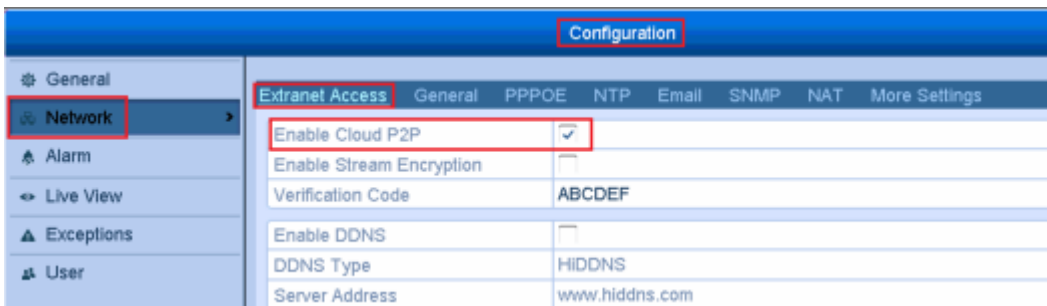 Configuration
General
Network
Alarm
Live View
Exceptions
User
Extranet Access General PPPOE NTP Email SNMP NAT More Settings
Enable Cloud P2P
Enable Stream Encryption
Verification Code ABCDEF
Enable DDNS
DDNS Type HiDDNS
Server Address www.hiddns.com